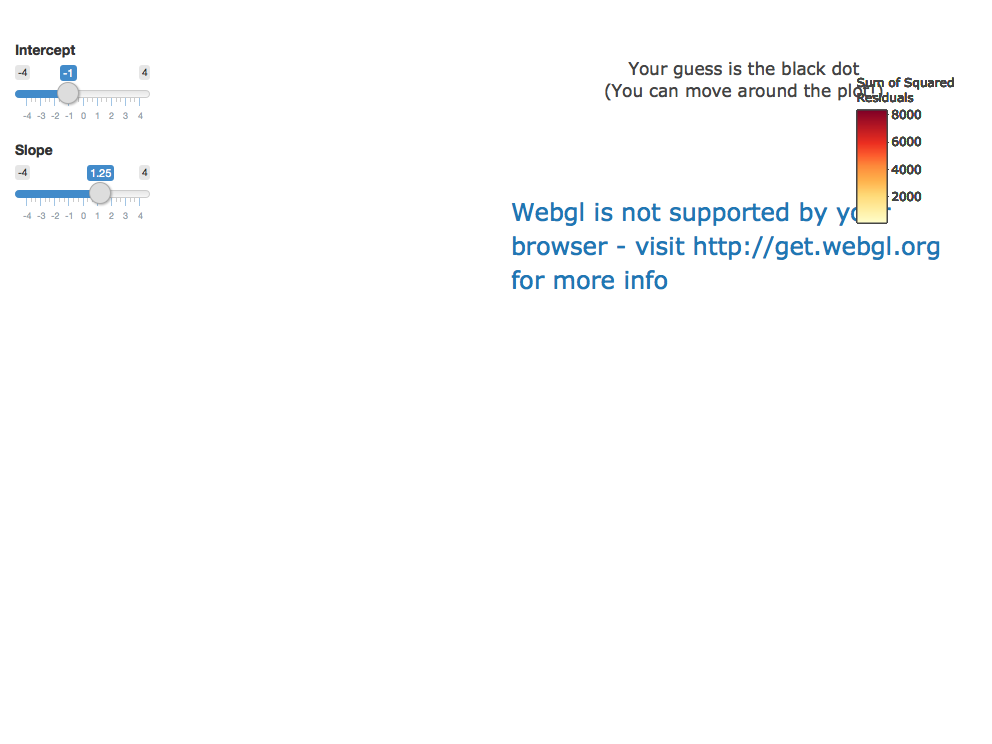 Intercept
-4 -1 4
-4 -3 -2 -1 0 1 2 3 4
Slope
-4 1.25 4
-4 -3 -2 -1 0 1 2 3 4
Your guess is the black dot
(You can move around the plot!)
Sum of Squared
Residuals
8000
6000
4000
2000
Webgl is not supported by your
browser - visit http://get.webgl.org
for more info